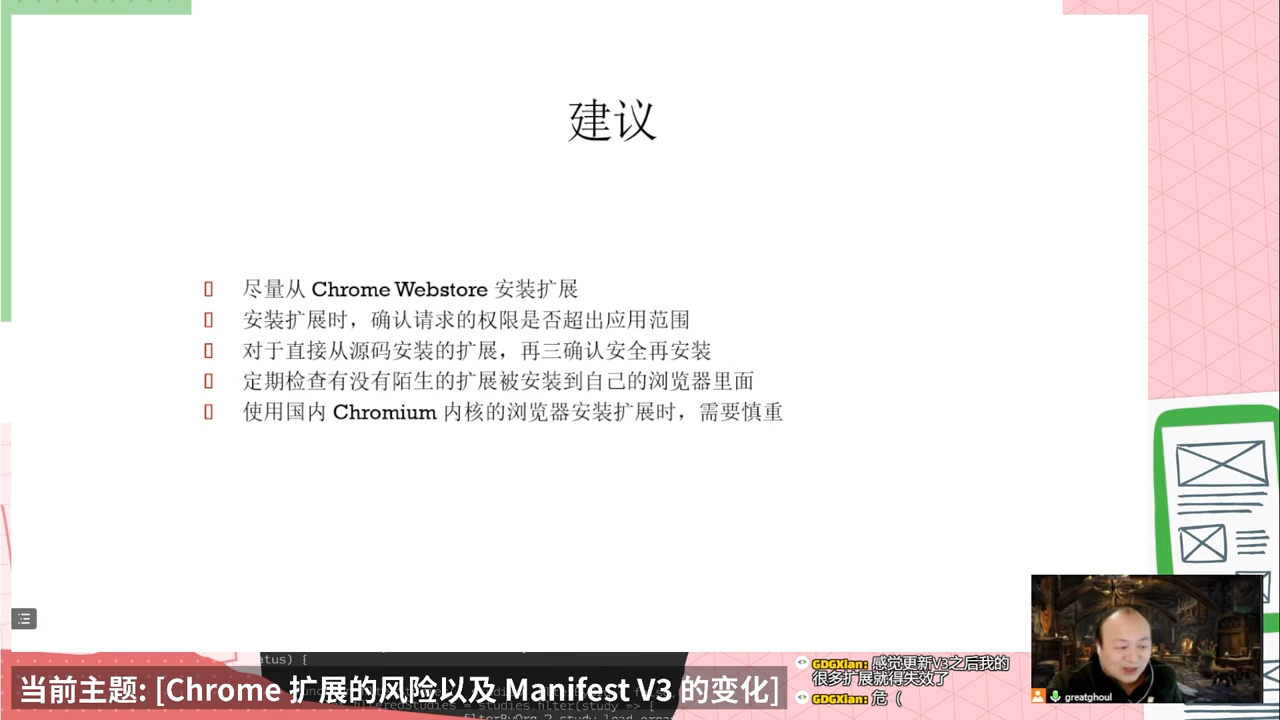 建议
尽量从 Chrome Webstore 安装扩展
安装扩展时，确认请求的权限是否超出应用范围
对于直接从源码安装的扩展，再三确认安全再安装
定期检查有没有陌生的扩展被安装到自己的浏览器里面
使用国内 Chromium 内核的浏览器安装扩展时，需要慎重
atus) {
当前主题: [Chrome 扩展的风险以及 Manifest V3 的变化]
GDGXian: 感觉更新V3之后我的
很多扩展就得失效了
GDGXian: 危（
greatghoul